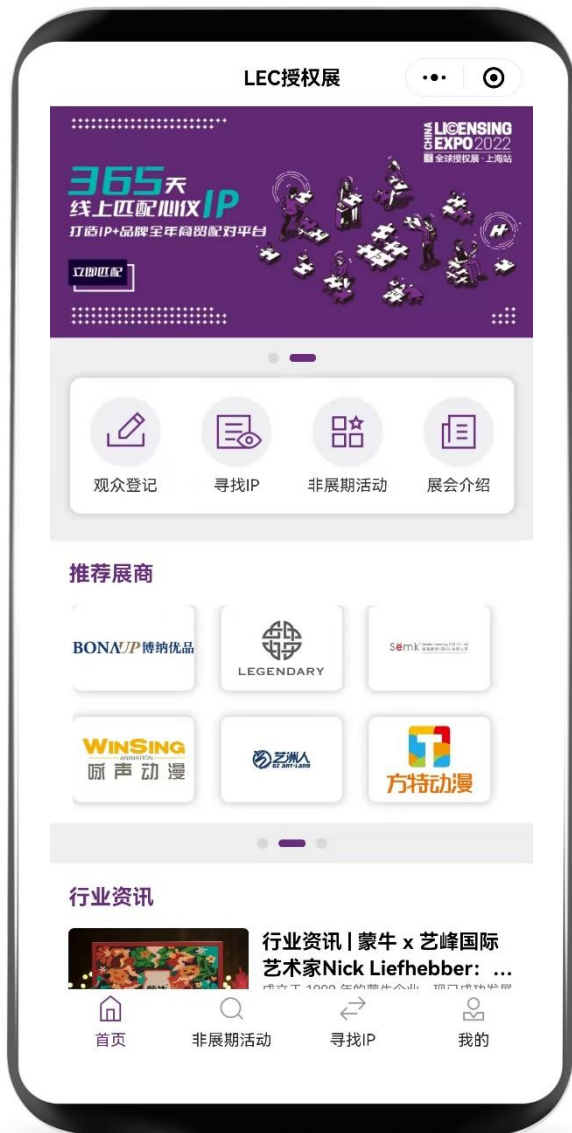 LEC授权展
CHINA
LICENSING
EXPO 2022
全球授权展·上海站
365天
线上匹配心仪IP
打造IP+品牌全年商贸配对平台
立即匹配
H
观众登记
寻找IP
非展期活动
展会介绍
推荐展商
BONAUP 博纳优品
LEGENDARY
Semk
WINSING
ANIMATION
咏声动漫
艺洲人
GZ ART-LAND
方特动漫
行业资讯
行业资讯 | 蒙牛 x 艺峰国际
艺术家Nick Liefhebber：...
首页
非展期活动
寻找IP
我的